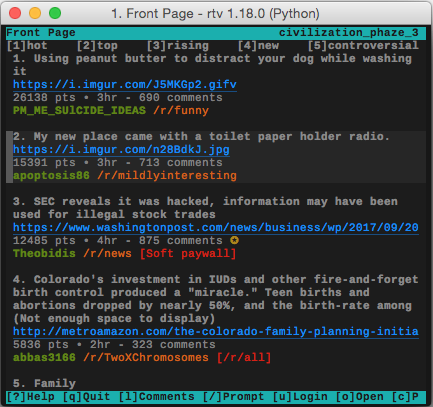 1. Front Page - rtv 1.18.0 (Python)
Front Page civilization_phaze_3
[1]hot [2]top [3]rising [4]new [5]controversial
1. Using peanut butter to distract your dog while washing
it
https://i.imgur.com/J5MKGp2.gifv
26138 pts • 3hr - 690 comments
PM_ME_SUlCIDE_IDEAS /r/funny
2. My new place came with a toilet paper holder radio.
https://i.imgur.com/n28BdkJ.jpg
15391 pts • 3hr - 713 comments
apoptosis86 /r/mildlyinteresting
3. SEC reveals it was hacked, information may have been
used for illegal stock trades
https://www.washingtonpost.com/news/business/wp/2017/09/20
12485 pts • 4hr - 875 comments ✪
Theobidis /r/news [Soft paywall]
4. Colorado's investment in IUDs and other fire-and-forget
birth control produced a "miracle." Teen births and
abortions dropped by nearly 50%, and the birth-rate among
(Not enough space to display)
http://metroamazon.com/the-colorado-family-planning-initia
5836 pts • 2hr - 323 comments
abbas3166 /r/TwoXChromosomes [/r/all]
5. Family
[?]Help [q]Quit [l]Comments [/]Prompt [u]Login [o]Open [c]P